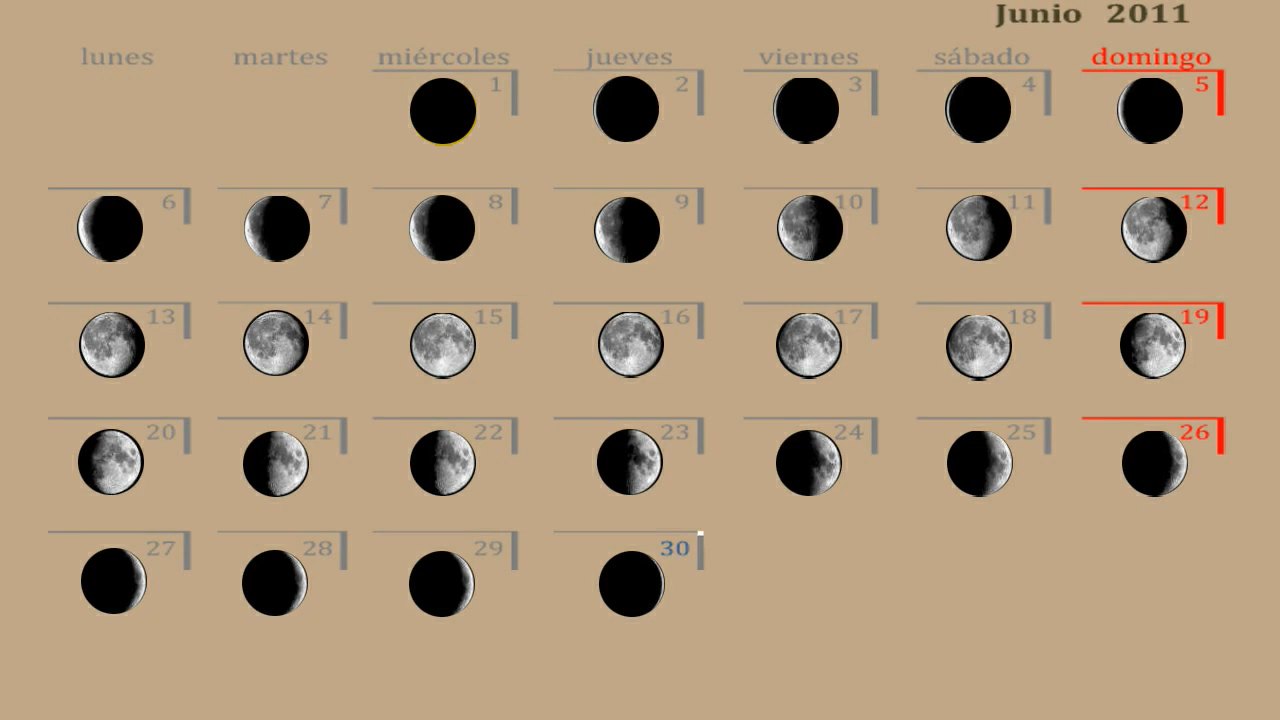 Junio 2011
lunes martes miércoles jueves viernes sábado domingo
1 2 3 4 5
6 7 8 9 10 11 12
13 14 15 16 17 18 19
20 21 22 23 24 25 26
27 28 29 30